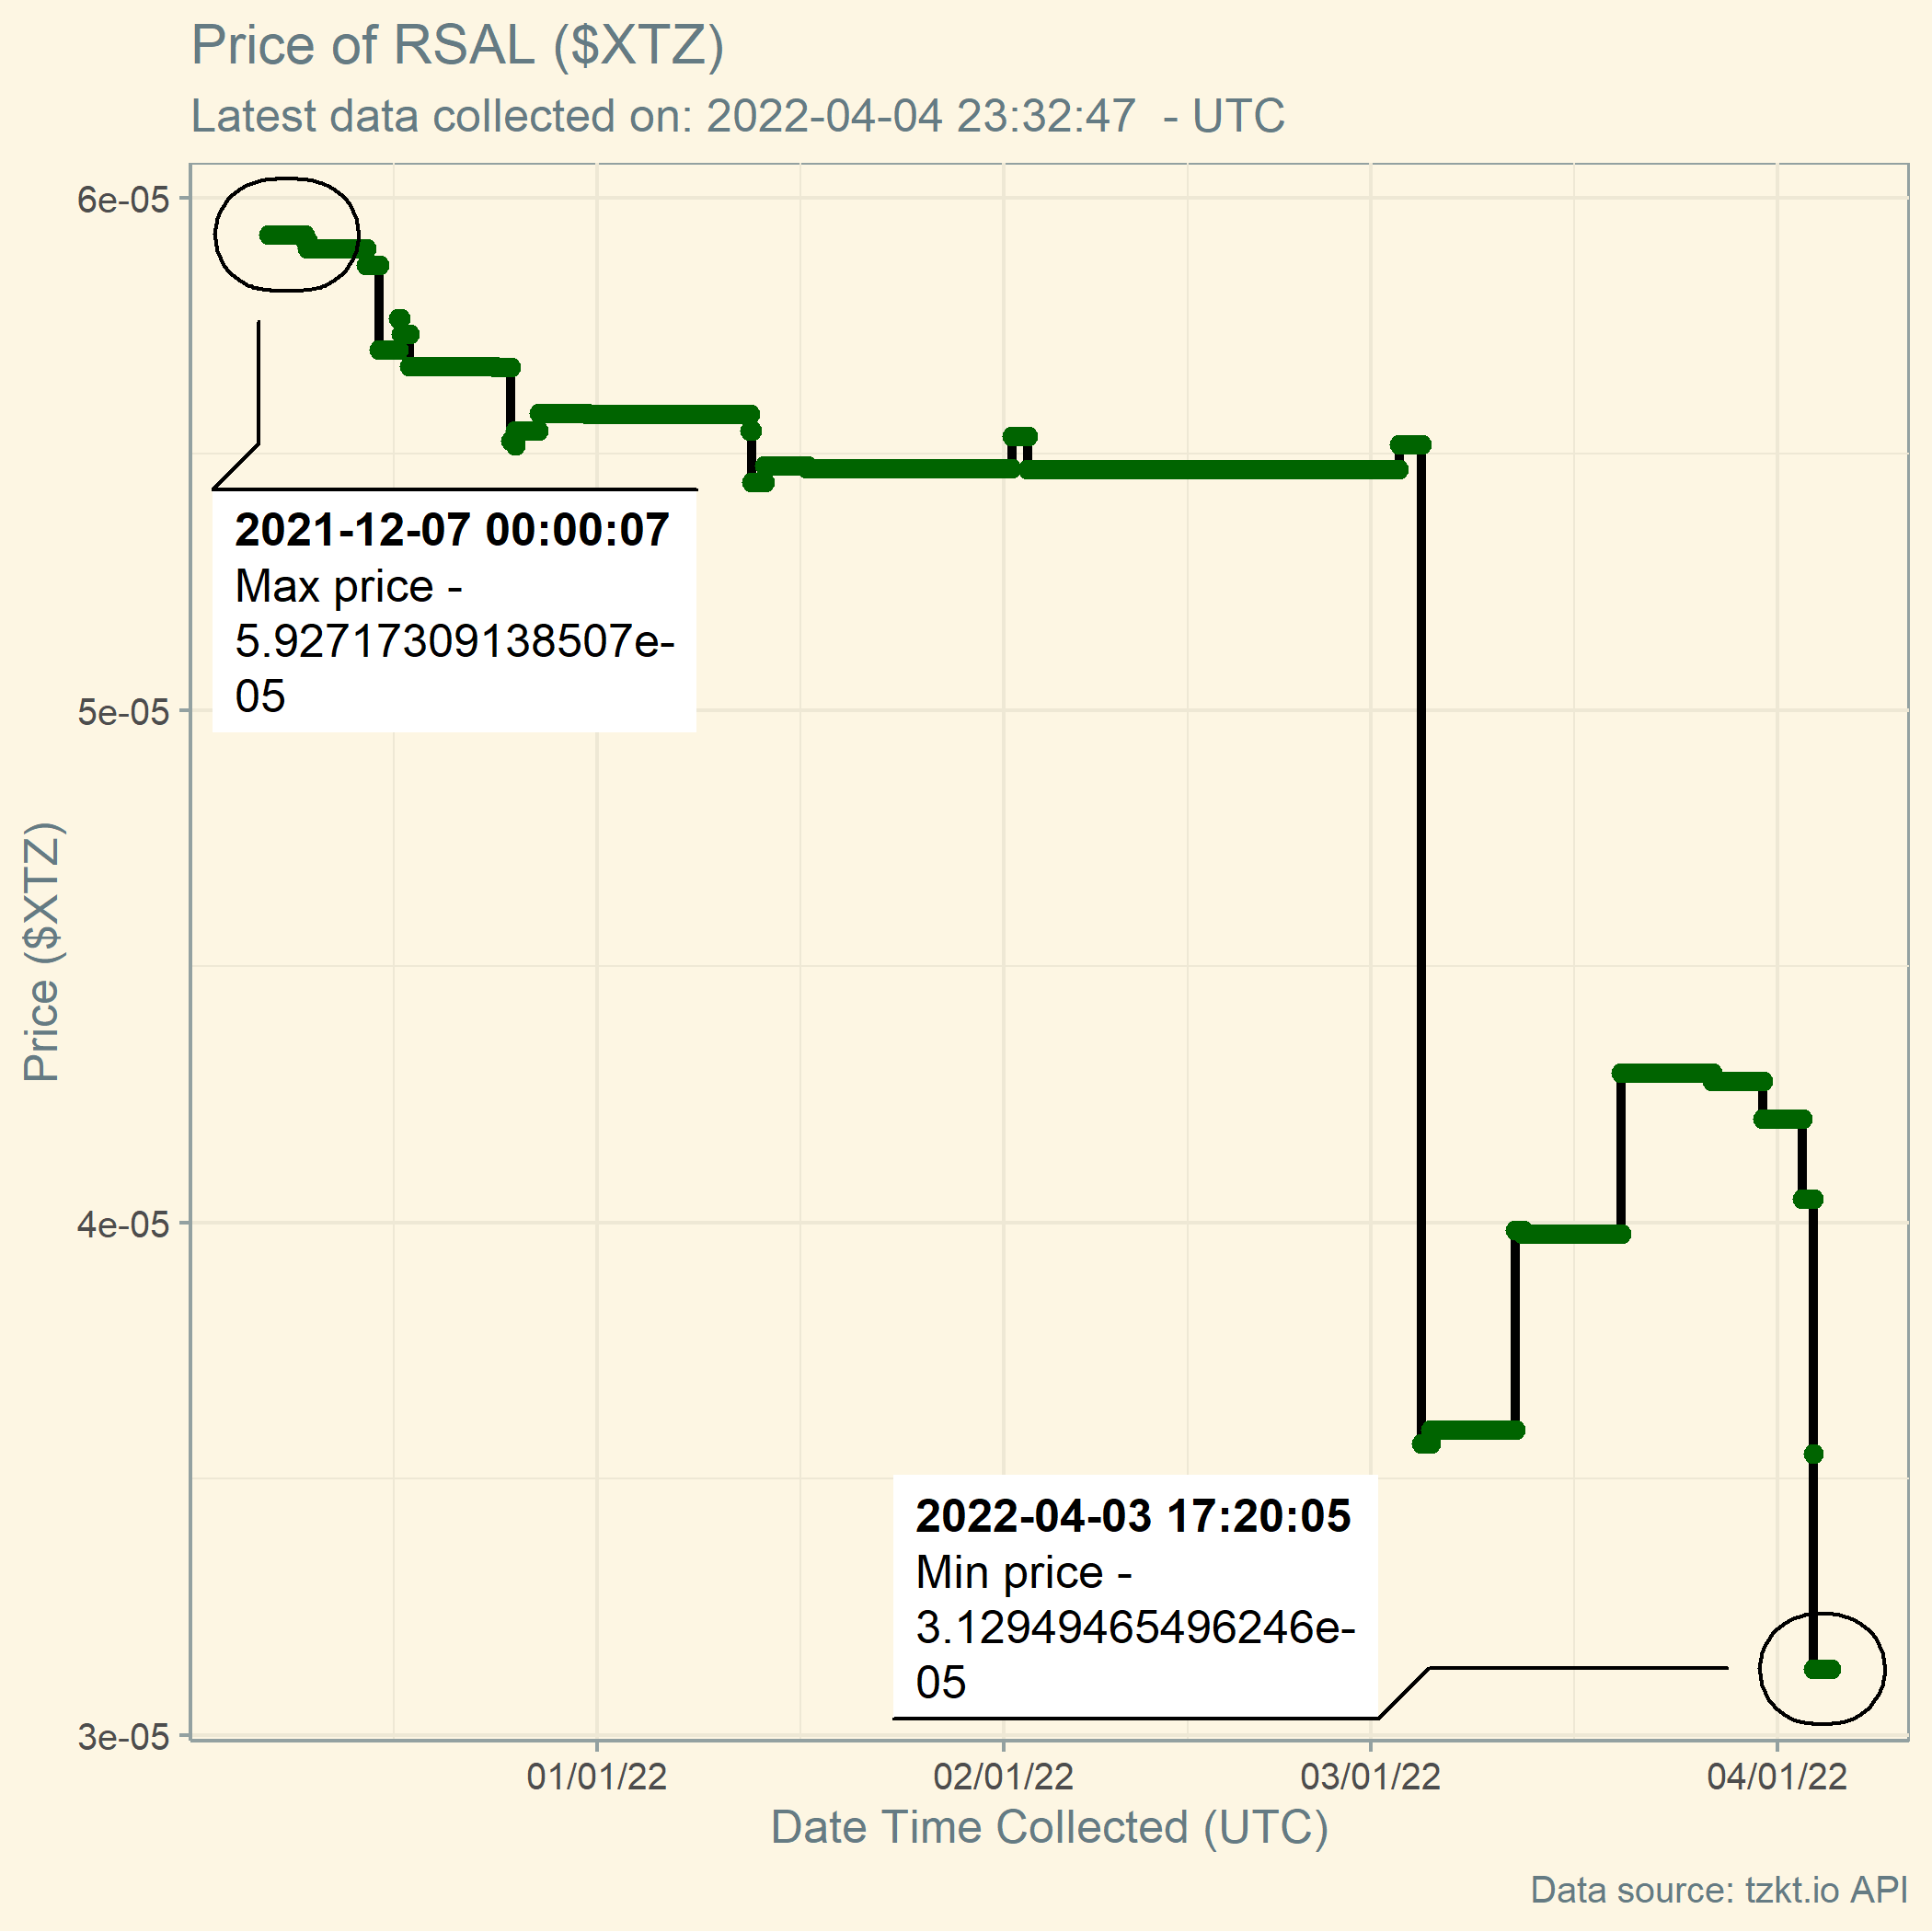 Price of RSAL ($XTZ)
Latest data collected on: 2022-04-04 23:32:47  - UTC
6e-05
5e-05
4e-05
3e-05
Price ($XTZ)
2021-12-07 00:00:07
Max price -
5.92717309138507e-
05
2022-04-03 17:20:05
Min price -
3.12949465496246e-
05
01/01/22
02/01/22
03/01/22
04/01/22
Date Time Collected (UTC)
Data source: tzkt.io API